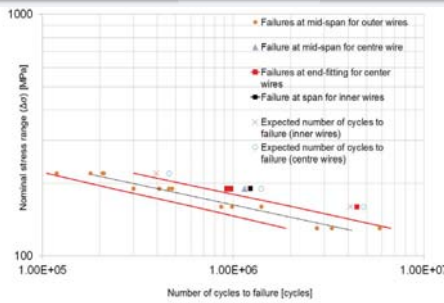 1000
Failures at mid-span for outer wires
Failures at mid-span for centre wire
Failures at end-fitting for center
wires
Failure at span for inner wires
Expected number of cycles to
failure (inner wires)
Expected number of cycles to
failure (centre wires)
Nominal stress range (Δσ) [MPa]
100
1.00E+05
1.00E+06
1.00E+07
Number of cycles to failure [cycles]